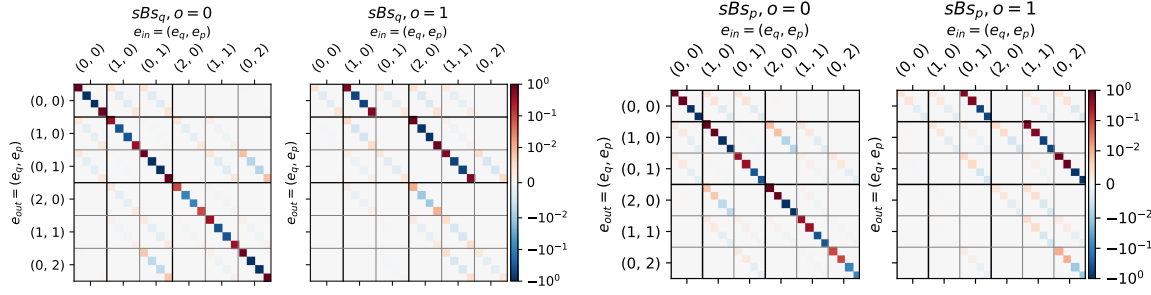 sBs_q, o = 0
e_in = (e_q, e_p)
(0, 0) (1, 0) (0, 1) (2, 0) (1, 1) (0, 2)
e_out = (e_q, e_p)
(0, 0)
(1, 0)
(0, 1)
(2, 0)
(1, 1)
(0, 2)
sBs_q, o = 1
e_in = (e_q, e_p)
(0, 0) (1, 0) (0, 1) (2, 0) (1, 1) (0, 2)
e_out = (e_q, e_p)
10^0
10^-1
10^-2
0
−10^-2
−10^-1
−10^0
sBs_p, o = 0
e_in = (e_q, e_p)
(0, 0) (1, 0) (0, 1) (2, 0) (1, 1) (0, 2)
e_out = (e_q, e_p)
(0, 0)
(1, 0)
(0, 1)
(2, 0)
(1, 1)
(0, 2)
sBs_p, o = 1
e_in = (e_q, e_p)
(0, 0) (1, 0) (0, 1) (2, 0) (1, 1) (0, 2)
e_out = (e_q, e_p)
10^0
10^-1
10^-2
0
−10^-2
−10^-1
−10^0